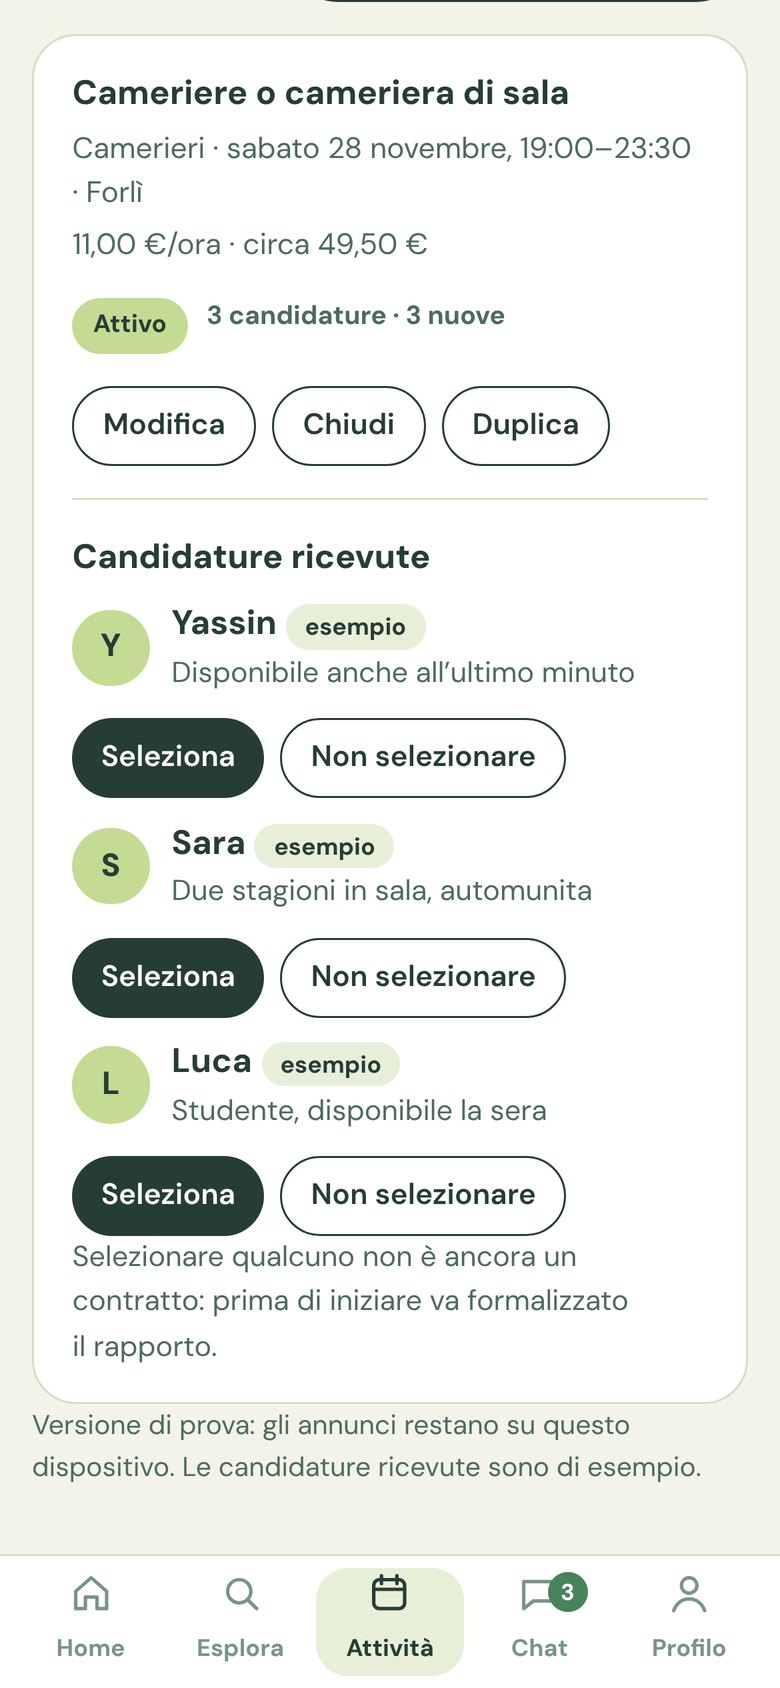 Cameriere o cameriera di sala
Camerieri · sabato 28 novembre, 19:00–23:30
· Forlì
11,00 €/ora · circa 49,50 €
Attivo 3 candidature · 3 nuove
Modifica Chiudi Duplica
Candidature ricevute
Y Yassin esempio
Disponibile anche all’ultimo minuto
Seleziona Non selezionare
S Sara esempio
Due stagioni in sala, automunita
Seleziona Non selezionare
L Luca esempio
Studente, disponibile la sera
Seleziona Non selezionare
Selezionare qualcuno non è ancora un
contratto: prima di iniziare va formalizzato
il rapporto.
Versione di prova: gli annunci restano su questo
dispositivo. Le candidature ricevute sono di esempio.
3
Home Esplora Attività Chat Profilo